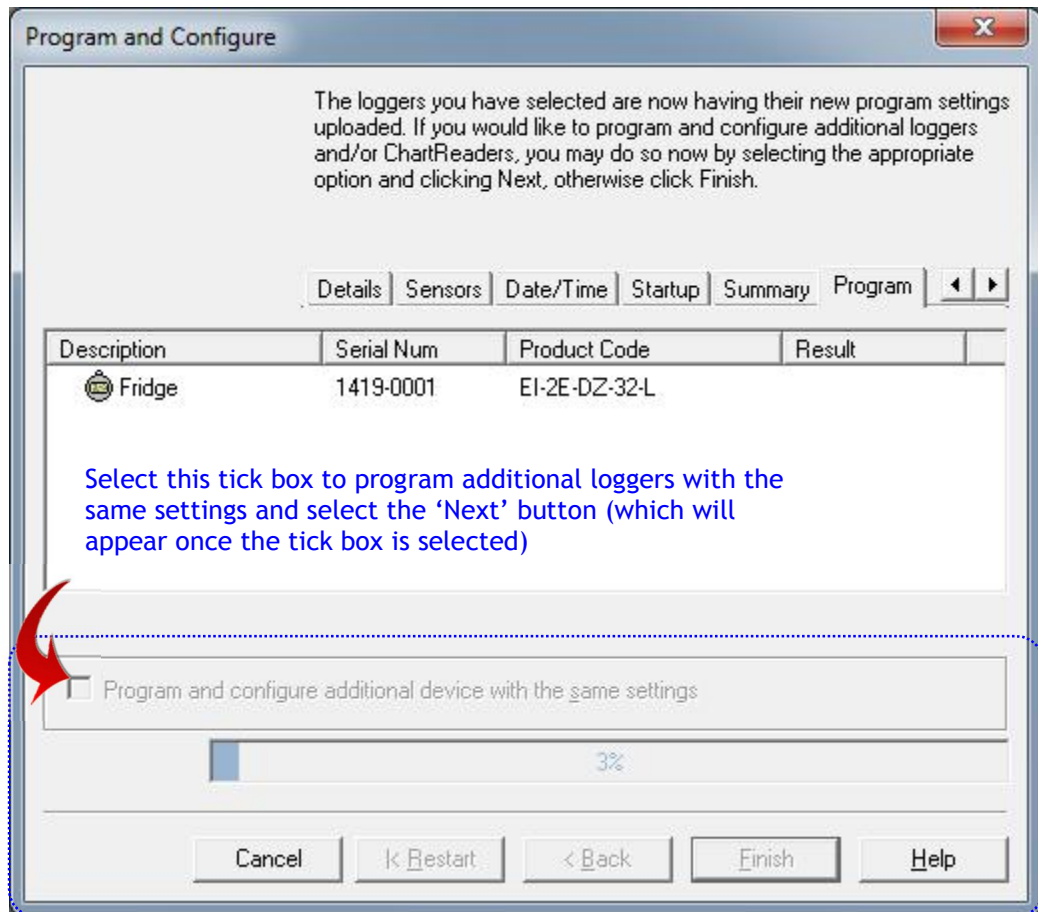 Program and Configure
The loggers you have selected are now having their new program settings
uploaded. If you would like to program and configure additional loggers
and/or ChartReaders, you may do so now by selecting the appropriate
option and clicking Next, otherwise click Finish.
Details Sensors Date/Time Startup Summary Program
Description Serial Num Product Code Result
Fridge 1419-0001 EI-2E-DZ-32-L
Select this tick box to program additional loggers with the
same settings and select the ‘Next’ button (which will
appear once the tick box is selected)
Program and configure additional device with the same settings
3%
Cancel |< Restart < Back Finish Help